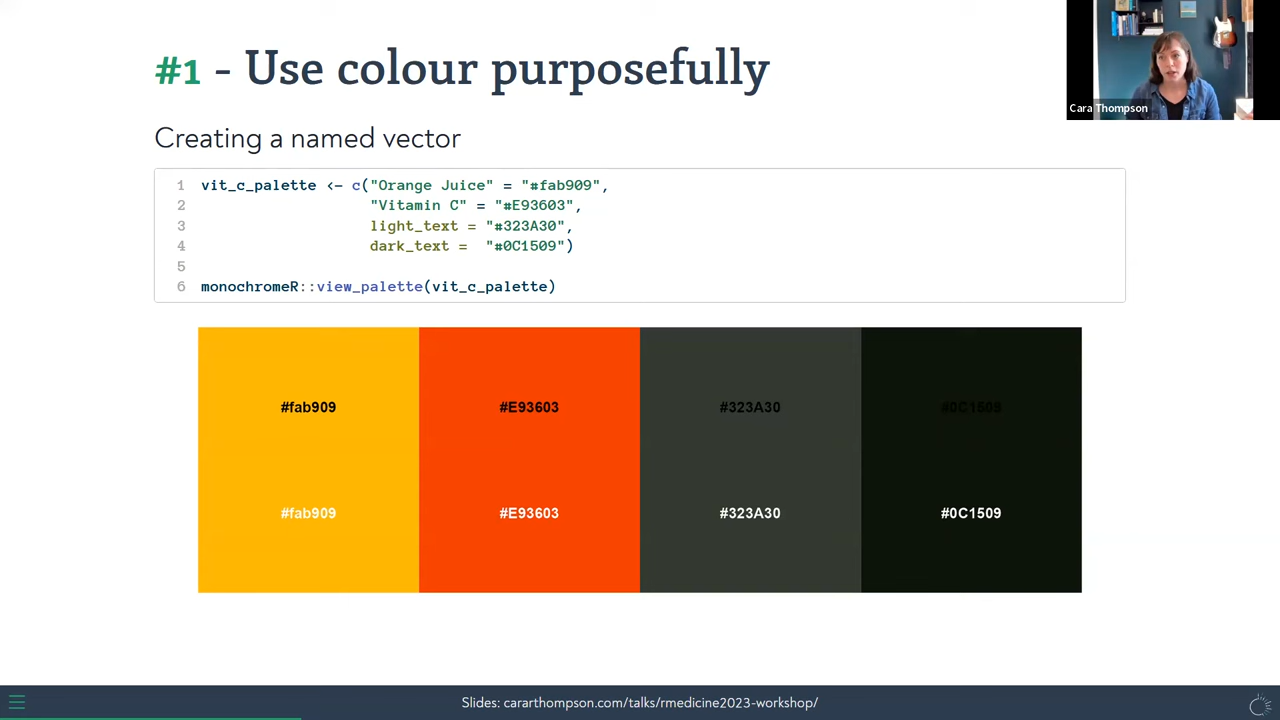 #1 - Use colour purposefully
Cara Thompson
Creating a named vector
1 vit_c_palette <- c("Orange Juice" = "#fab909",
2 "Vitamin C" = "#E93603",
3 light_text = "#323A30",
4 dark_text =  "#0C1509")
5
6 monochromeR::view_palette(vit_c_palette)
#fab909 #E93603 #323A30 #0C1509
#fab909 #E93603 #323A30 #0C1509
Slides: cararthompson.com/talks/rmedicine2023-workshop/